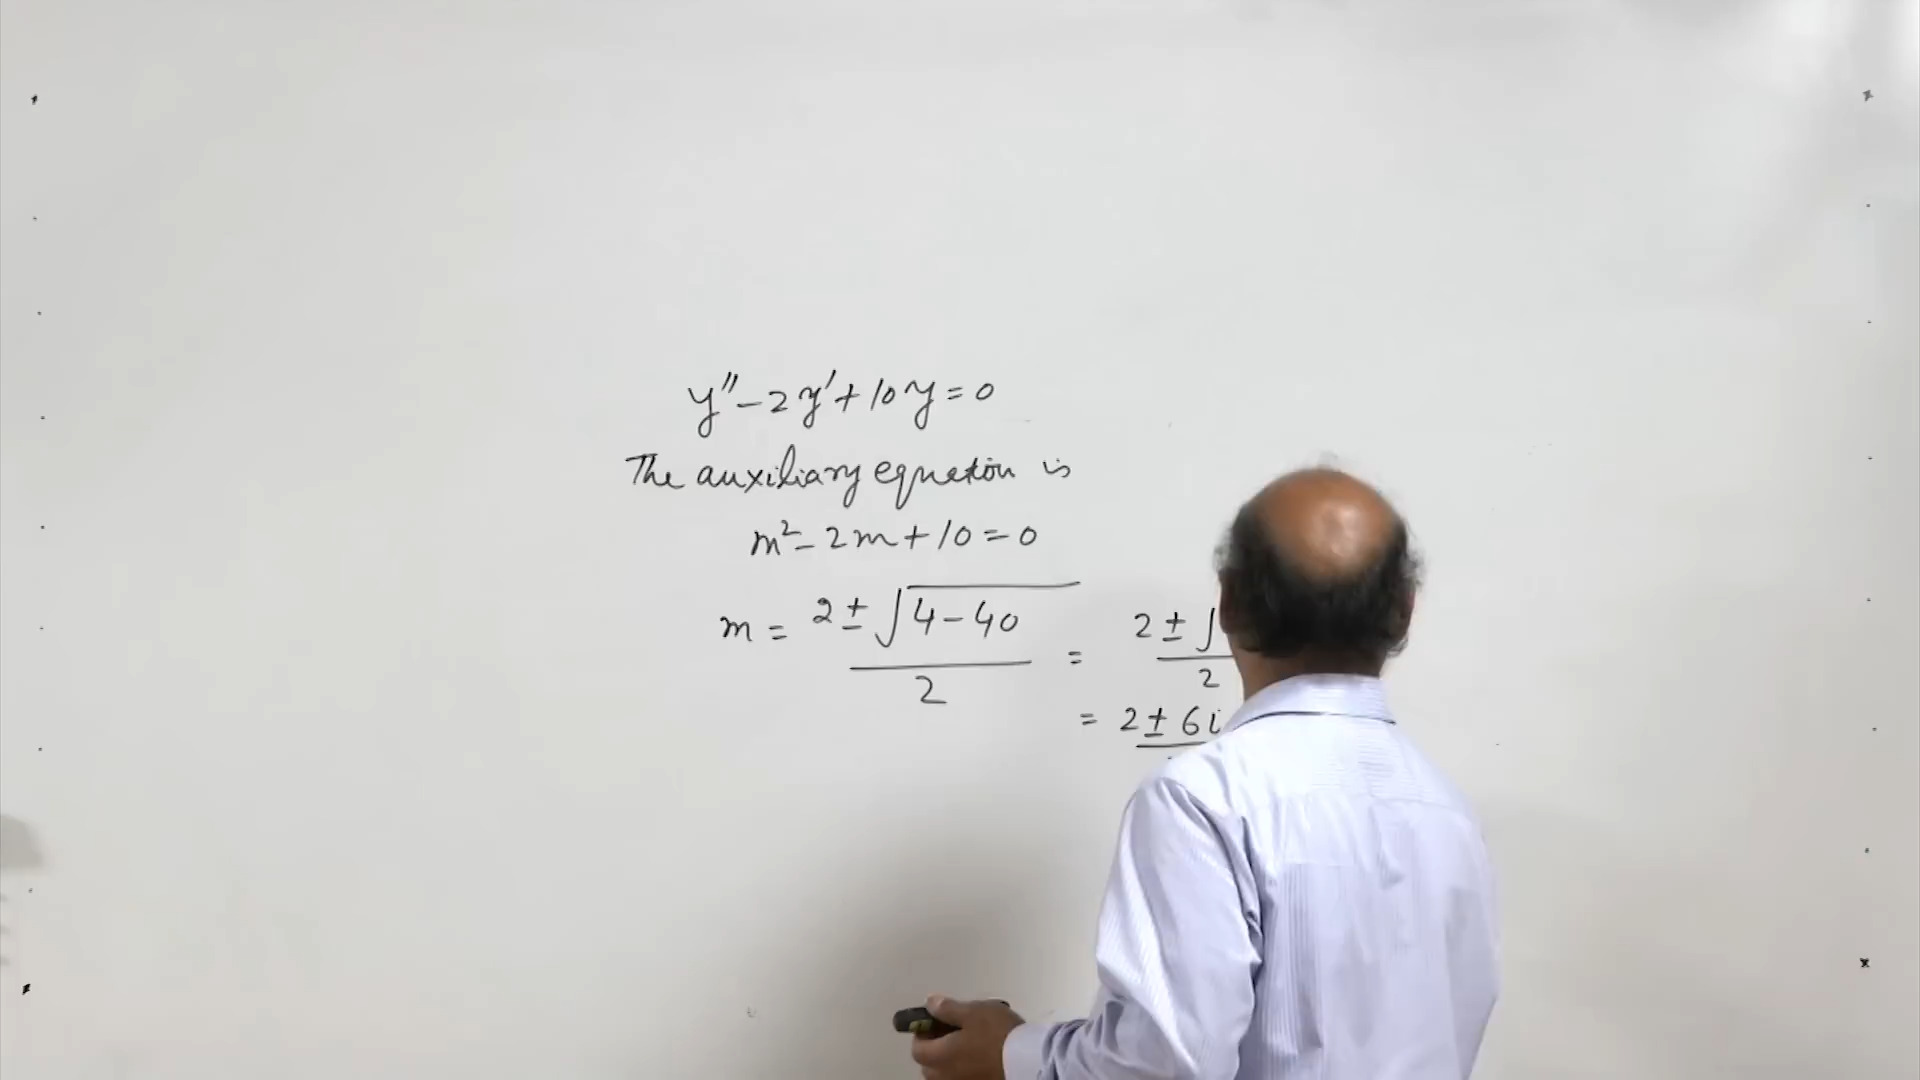 y″ − 2y′ + 10y = 0
The auxiliary equation is
m² − 2m + 10 = 0
m = (2 ± √(4 − 40))/2 = (2 ± √ )/2
= 2 ± 6i